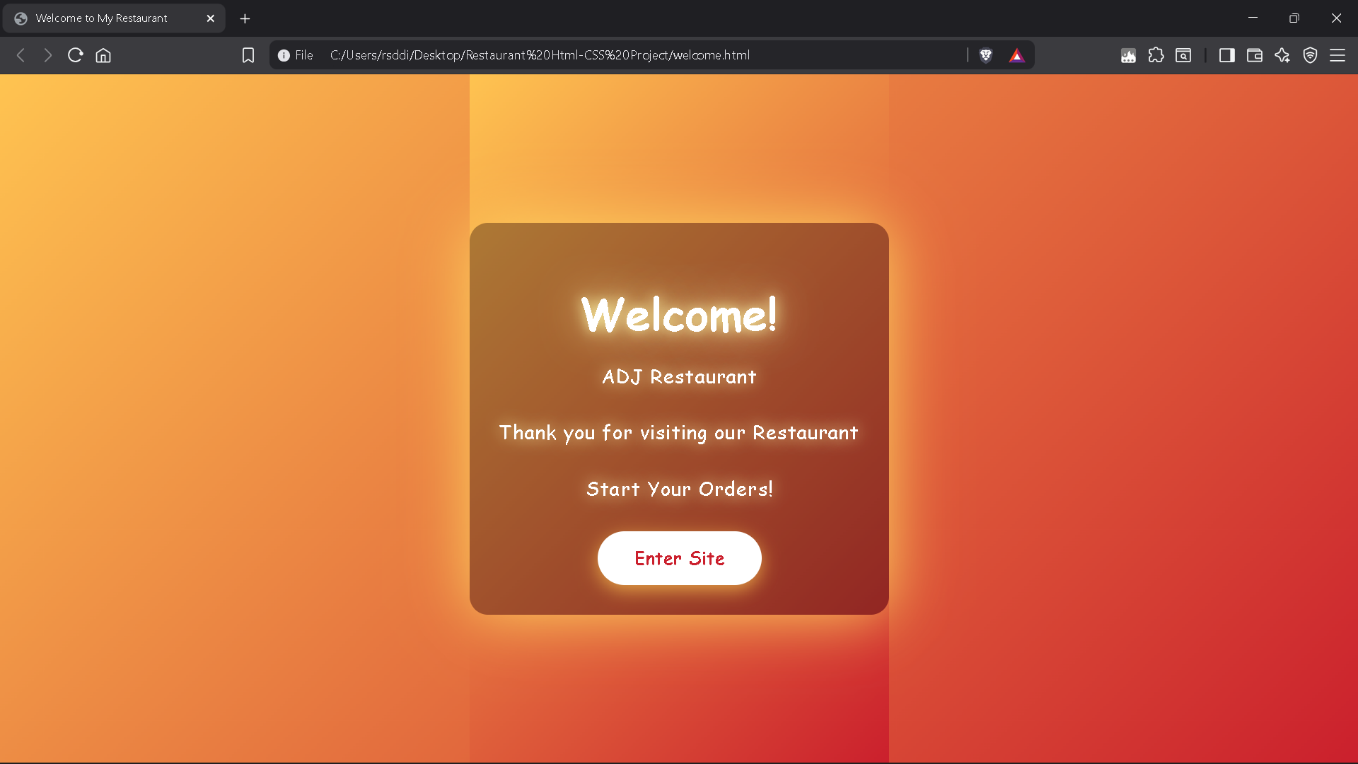 Welcome to My Restaurant
File C:/Users/rsddi/Desktop/Restaurant%20Html-CSS%20Project/welcome.html
Welcome!
ADJ Restaurant
Thank you for visiting our Restaurant
Start Your Orders!
Enter Site